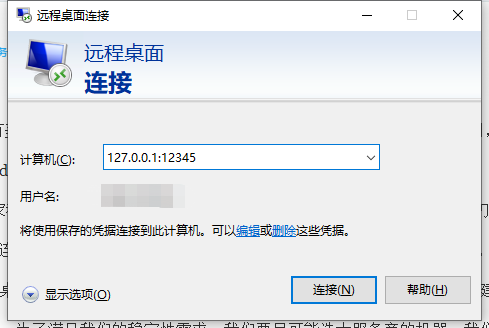 远程桌面连接
远程桌面
连接
计算机(C):
127.0.0.1:12345
用户名:
将使用保存的凭据连接到此计算机。可以编辑或删除这些凭据。
显示选项(O)
连接(N)
帮助(H)